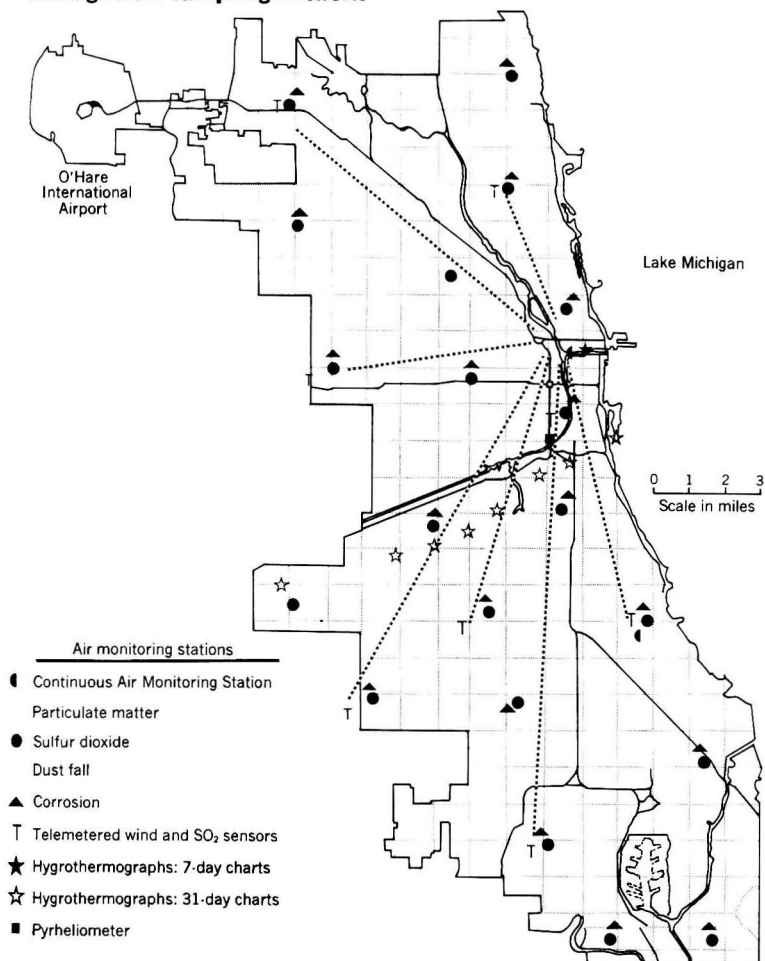 O'Hare
International
Airport
Lake Michigan
0 3
Scale in miles
T
T
T
T
T
T
T
T
Air monitoring stations
Continuous Air Monitoring Station
Particulate matter
Sulfur dioxide
Dust fall
Corrosion
T Telemetered wind and SO₂ sensors
Hygrothermographs: 7-day charts
Hygrothermographs: 31-day charts
Pyrheliometer